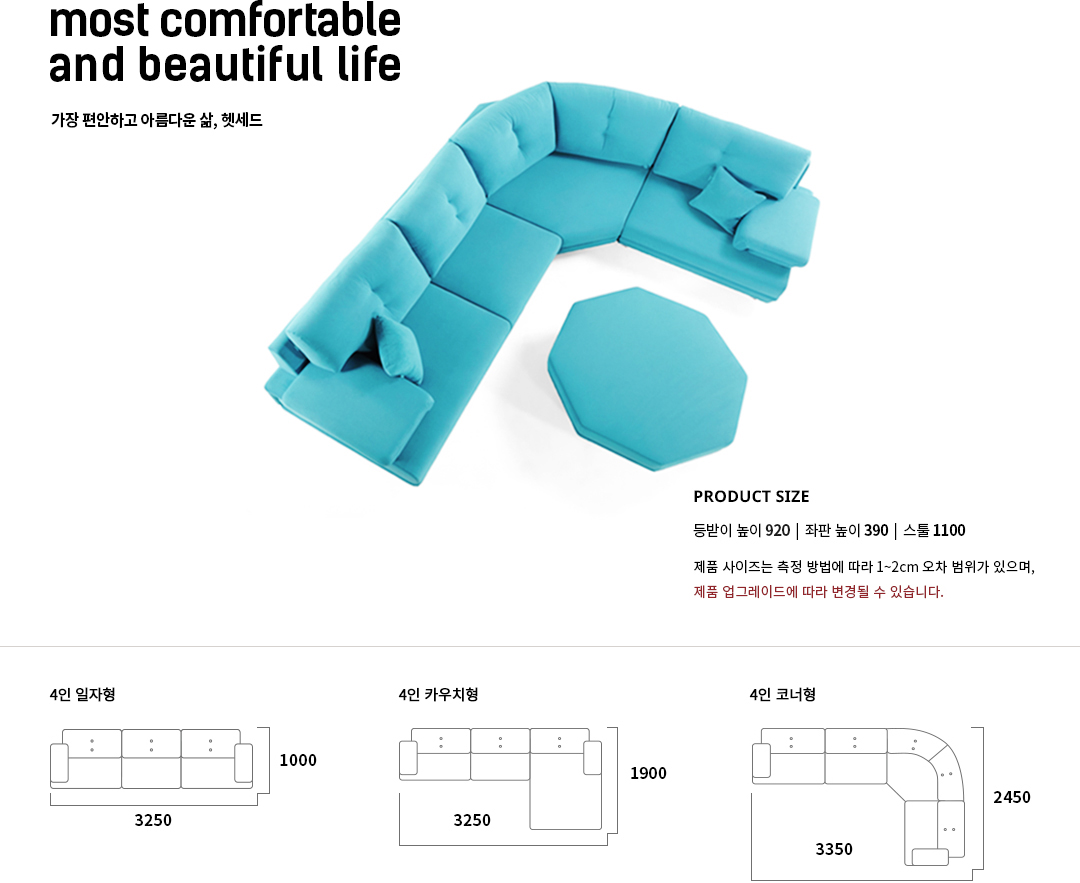 most comfortable
and beautiful life
가장 편안하고 아름다운 삶, 헷세드
PRODUCT SIZE
등받이 높이 920 | 좌판 높이 390 | 스툴 1100
제품 사이즈는 측정 방법에 따라 1~2cm 오차 범위가 있으며,
제품 업그레이드에 따라 변경될 수 있습니다.
4인 일자형
1000
3250
4인 카우치형
1900
3250
4인 코너형
2450
3350